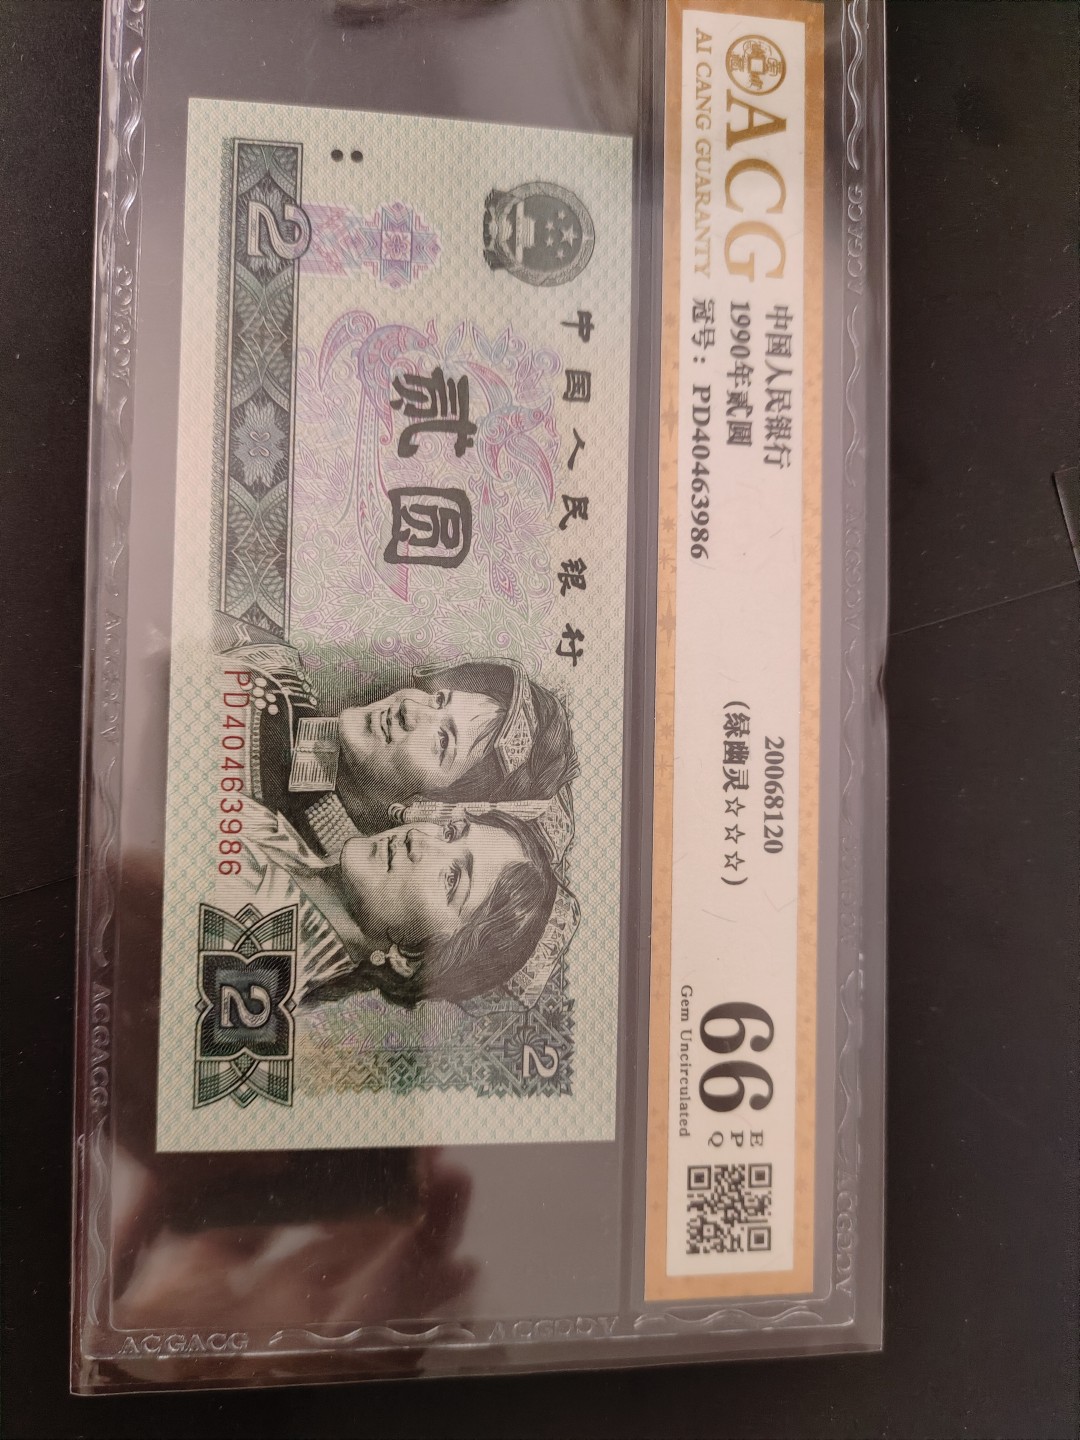 ACG
AI CANG GUARANTY
中国人民银行
1990年贰圆
冠号：PD40463986
20068120
(绿幽灵☆☆☆)
66
EPQ
Gem Uncirculated
中国人民银行
贰圆
2
PD40463986
2
2
ACGACG